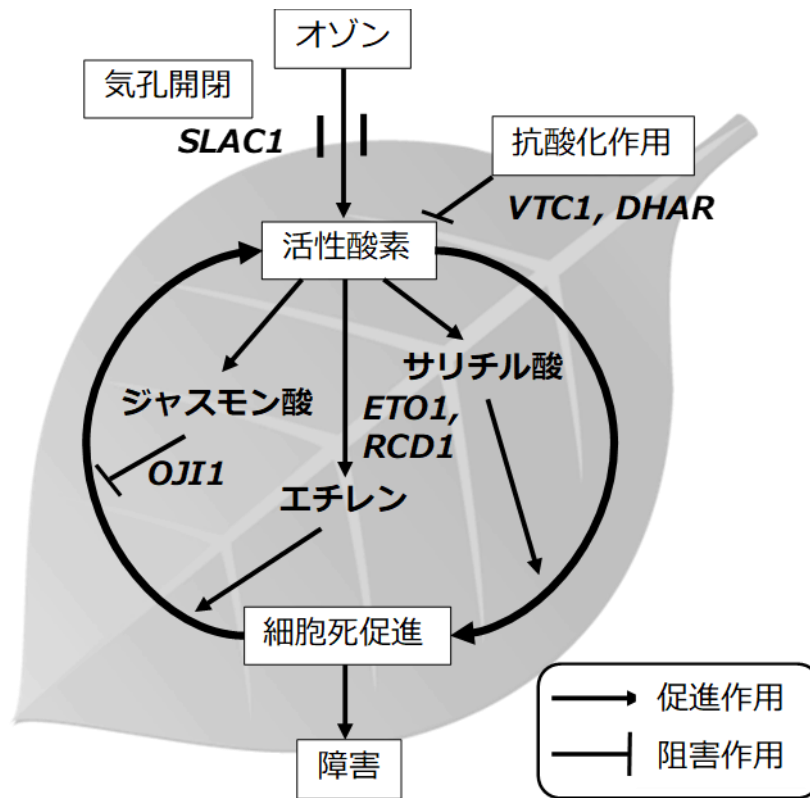 オゾン
気孔開閉
SLAC1
抗酸化作用
VTC1, DHAR
活性酸素
サリチル酸
ジャスモン酸
ETO1,
RCD1
OJI1
エチレン
細胞死促進
障害
促進作用
阻害作用